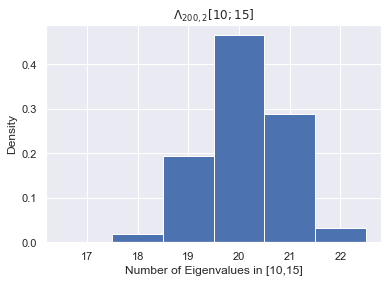 Λ200,2[10; 15]
0.4
0.3
0.2
0.1
0.0
Density
17 18 19 20 21 22
Number of Eigenvalues in [10,15]